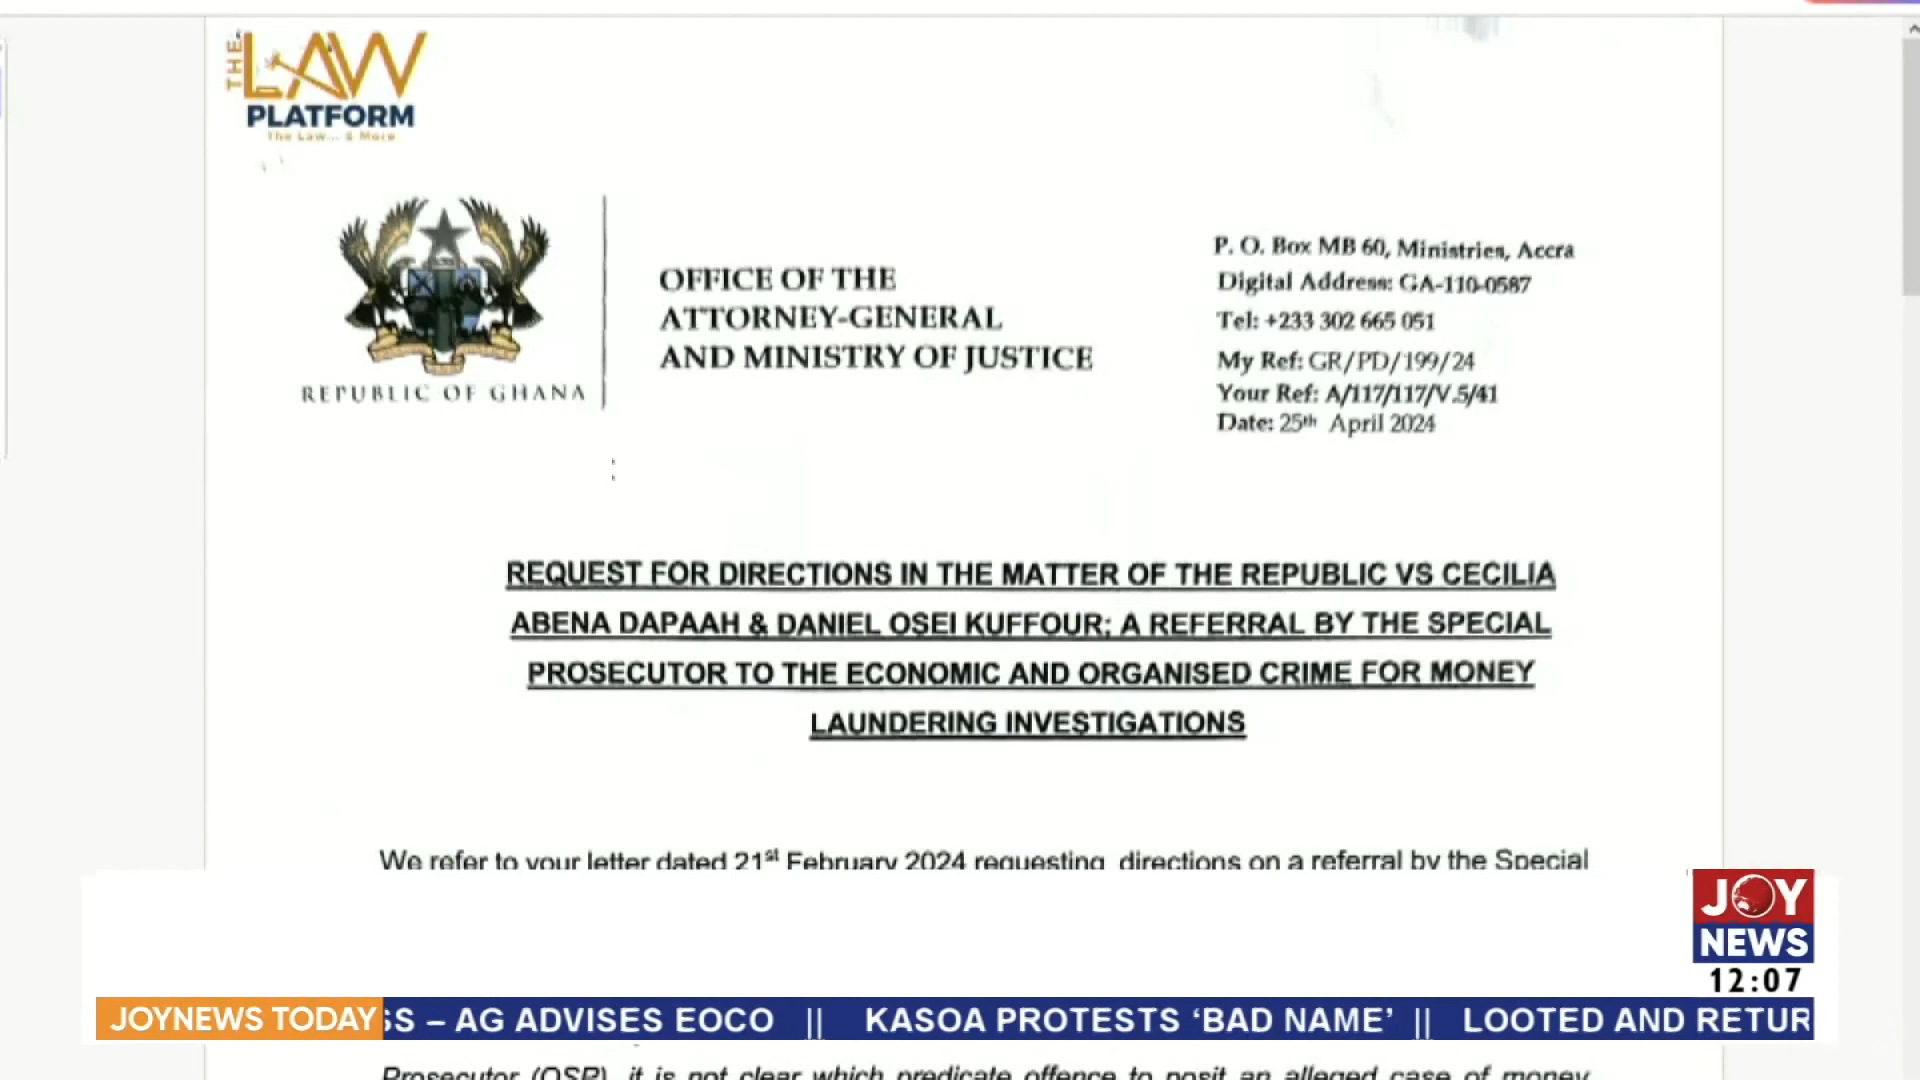 THE
LAW
PLATFORM
The Law... & More
REPUBLIC OF GHANA
OFFICE OF THE
ATTORNEY-GENERAL
AND MINISTRY OF JUSTICE
P. O. Box MB 60, Ministries, Accra
Digital Address: GA-110-0587
Tel: +233 302 665 051
My Ref: GR/PD/199/24
Your Ref: A/117/117/V.5/41
Date: 25th April 2024
REQUEST FOR DIRECTIONS IN THE MATTER OF THE REPUBLIC VS CECILIA
ABENA DAPAAH & DANIEL OSEI KUFFOUR; A REFERRAL BY THE SPECIAL
PROSECUTOR TO THE ECONOMIC AND ORGANISED CRIME FOR MONEY
LAUNDERING INVESTIGATIONS
We refer to your letter dated 21st February 2024 requesting directions on a referral by the Special
JOY
NEWS
12:07
JOYNEWS TODAY SS – AG ADVISES EOCO || KASOA PROTESTS ‘BAD NAME’ || LOOTED AND RETUR
Prosecutor (OSP), it is not clear which predicate offence to posit an alleged case of money